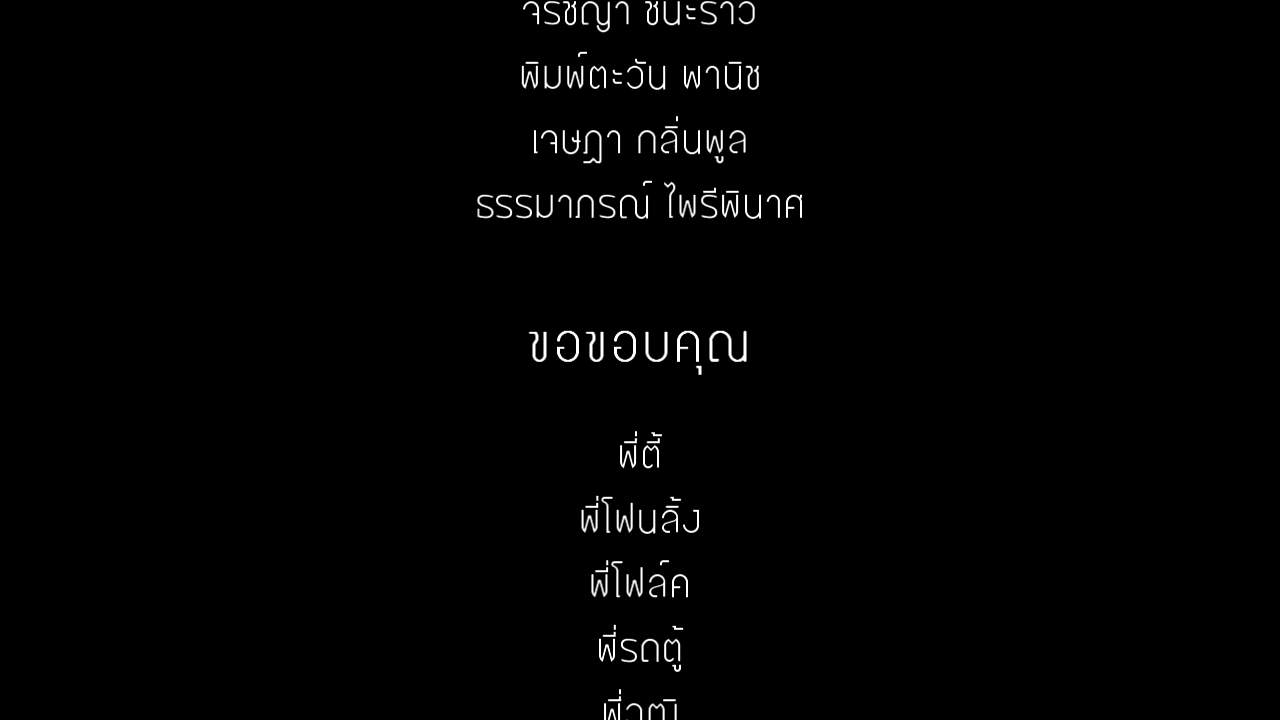 พิมพ์ตะวัน พานิช
เจษฎา กลิ่นพูล
ธรรมาภรณ์ ไพรีพินาศ
ขอขอบคุณ
พี่ตี้
พี่โฟนลิ้ง
พี่โฟล์ค
พี่รถตู้